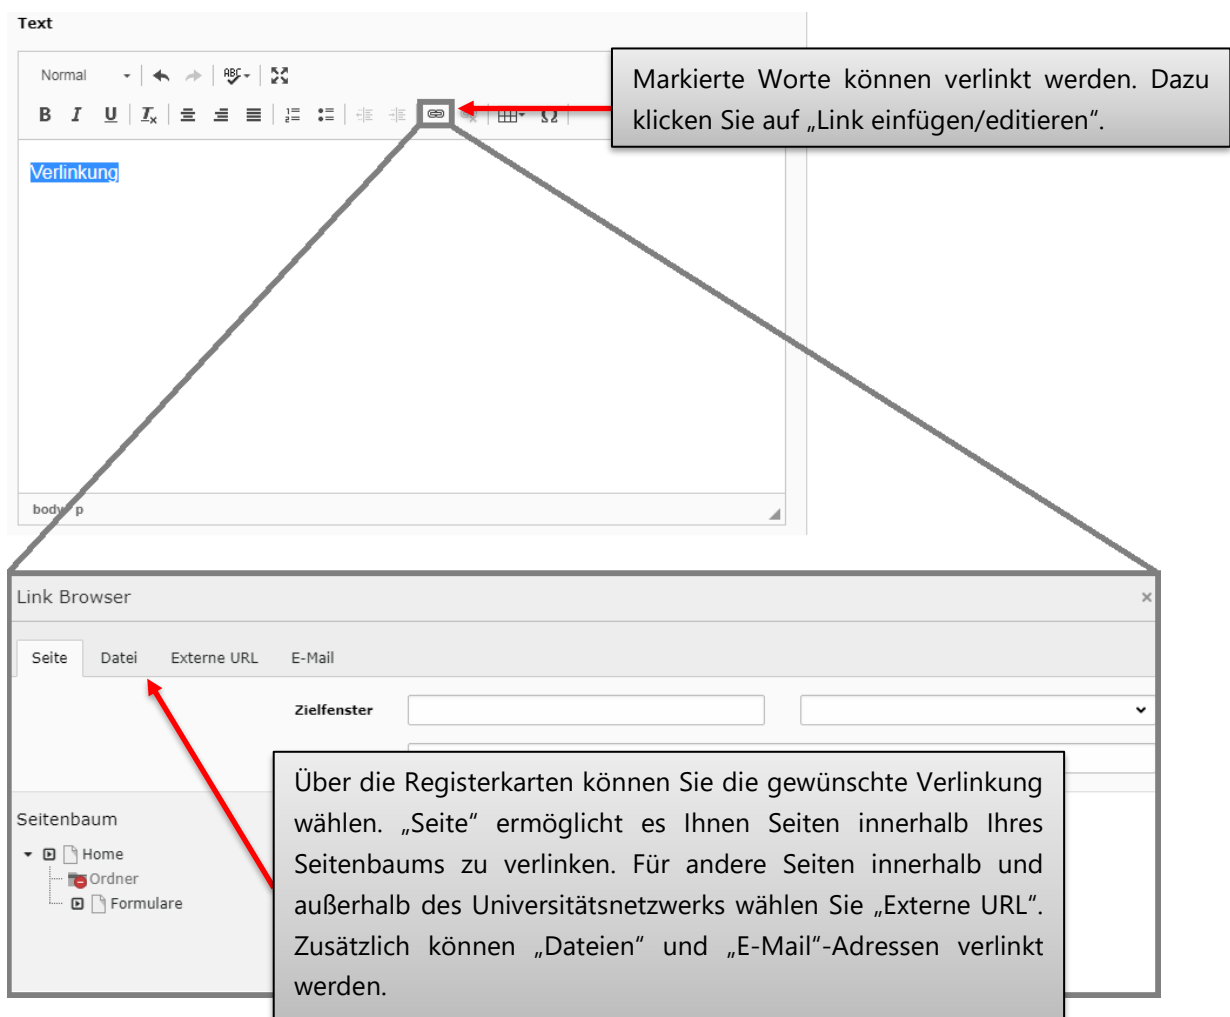 Text
Normal
Markierte Worte können verlinkt werden. Dazu
klicken Sie auf „Link einfügen/editieren“.
B I U Ix Ω
Verlinkung
body p
Link Browser ×
Seite Datei Externe URL E-Mail
Zielfenster
Über die Registerkarten können Sie die gewünschte Verlinkung
wählen. „Seite“ ermöglicht es Ihnen Seiten innerhalb Ihres
Seitenbaums zu verlinken. Für andere Seiten innerhalb und
außerhalb des Universitätsnetzwerks wählen Sie „Externe URL“.
Zusätzlich können „Dateien“ und „E-Mail“-Adressen verlinkt
werden.
Seitenbaum
Home
Ordner
Formulare